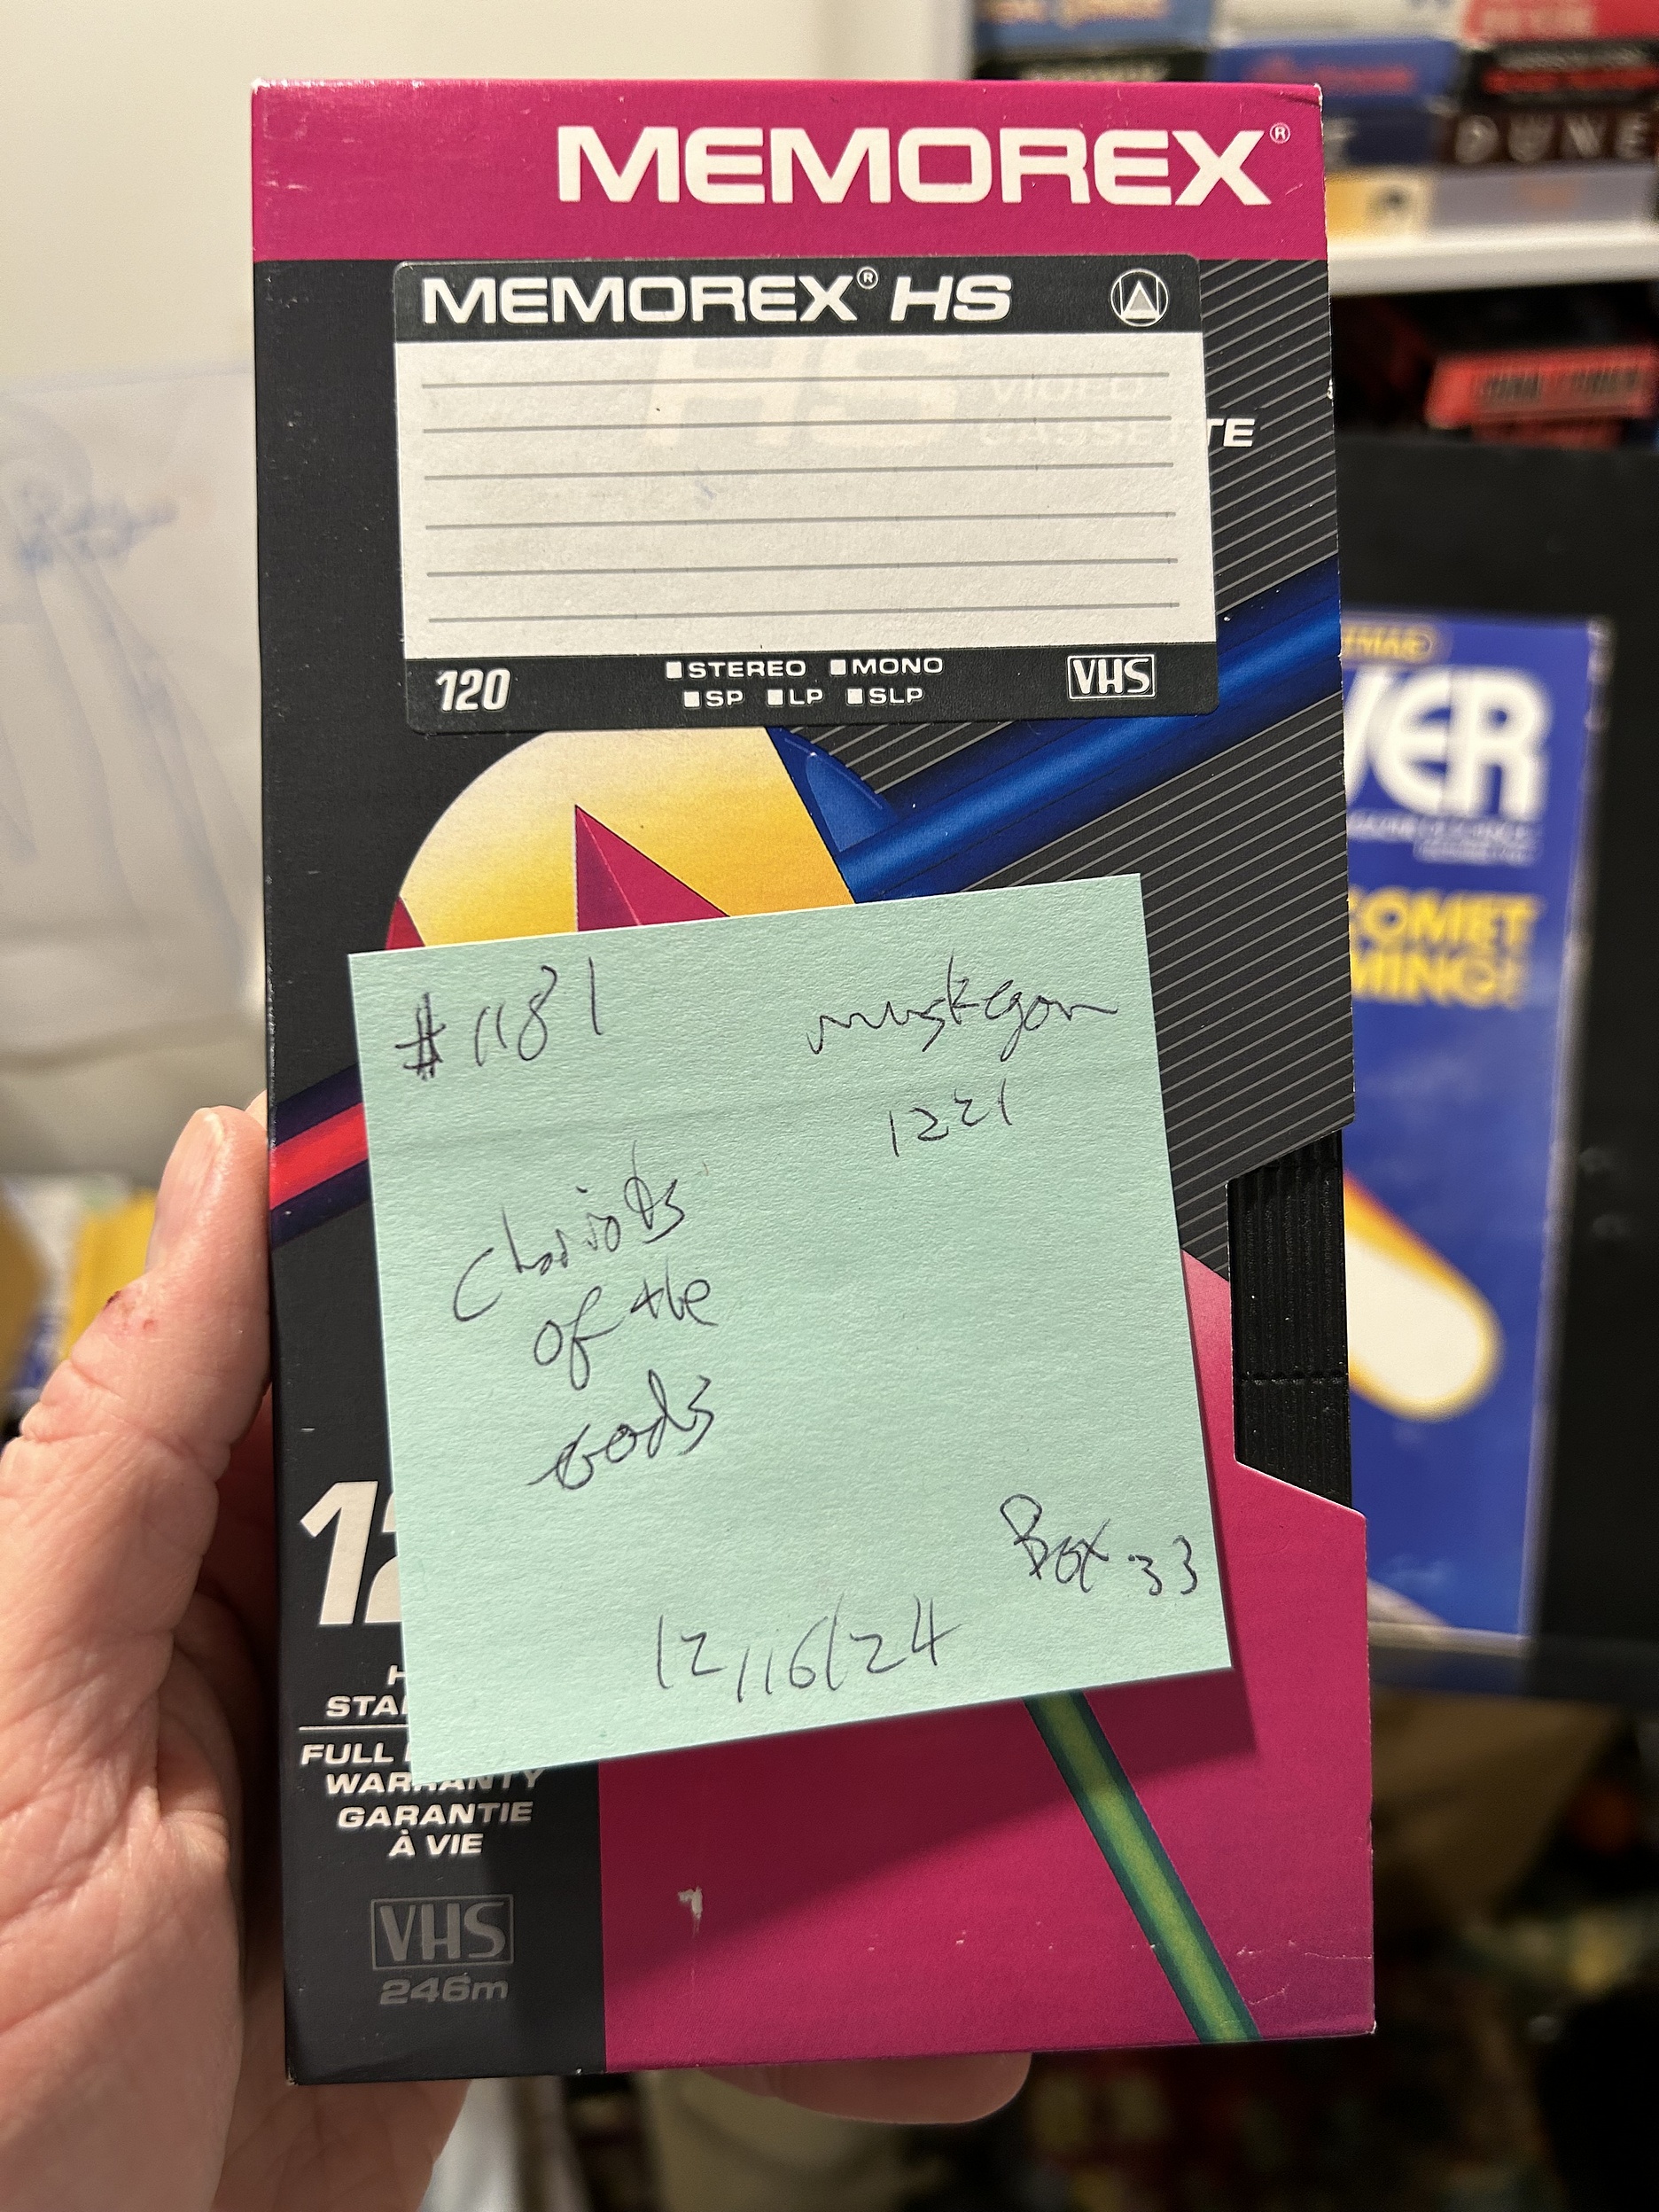 MEMOREX®
MEMOREX® HS
HS VIDEO
CASSETTE
120
STEREO MONO
SP LP SLP
VHS
#1181
muskegon
1221
Chariots
of the
Gods
Box 33
12/16/24
FULL
WARRANTY
GARANTIE
À VIE
VHS
246m
DUNE
VER
COMET